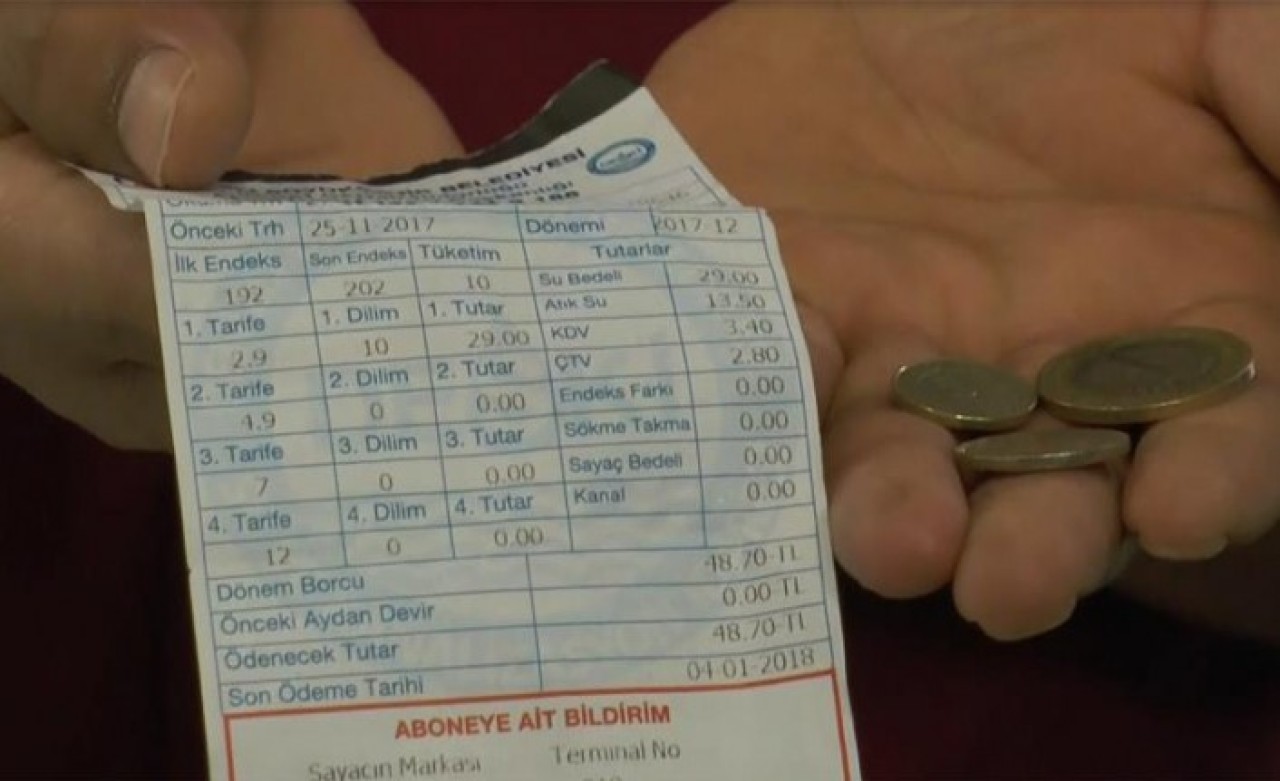 BELEDİYESİ
Önceki Trh 25-11-2017 Dönemi 2017-12
İlk Endeks Son Endeks Tüketim Tutarlar
192 202 10 Su Bedeli 29.00
1. Tarife 1. Dilim 1. Tutar Atık Su 13.50
2.9 10 29.00 KDV 3.40
2. Tarife 2. Dilim 2. Tutar ÇTV 2.80
4.9 0 0.00 Endeks Farkı 0.00
3. Tarife 3. Dilim 3. Tutar Sökme Takma 0.00
7 0 0.00 Sayaç Bedeli 0.00
4. Tarife 4. Dilim 4. Tutar Kanal 0.00
12 0 0.00
Dönem Borcu 48.70 TL
Önceki Aydan Devir 0.00 TL
Ödenecek Tutar 48.70 TL
Son Ödeme Tarihi 04-01-2018
ABONEYE AİT BİLDİRİM
Sayacın Markası Terminal No